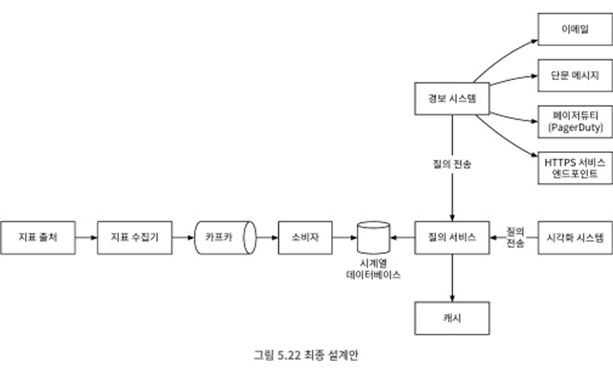 이메일
단문 메시지
경보 시스템
페이저듀티
(PagerDuty)
HTTPS 서비스
엔드포인트
질의 전송
지표 출처
지표 수집기
카프카
소비자
시계열
데이터베이스
질의 서비스
질의
전송
시각화 시스템
캐시
그림 5.22 최종 설계안